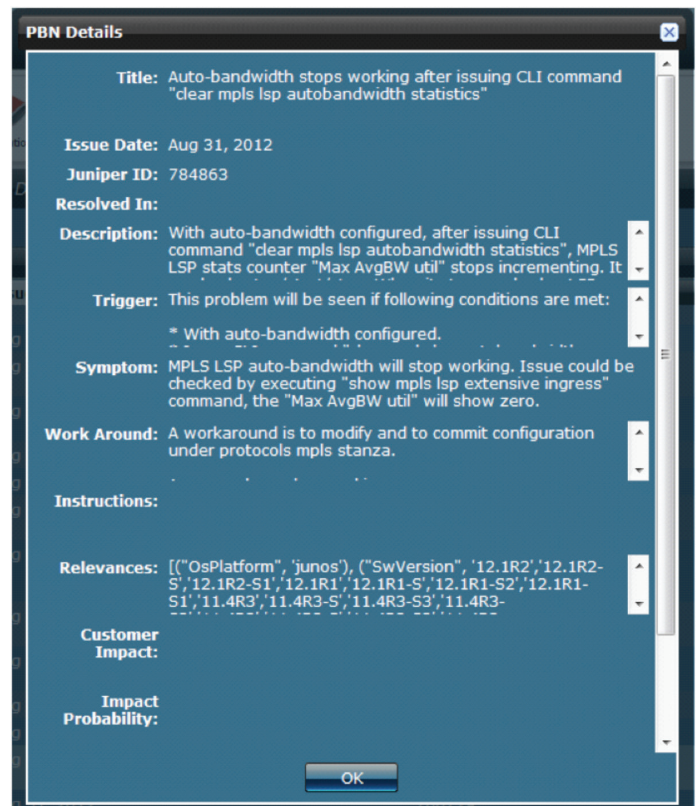 PBN Details
Title: Auto-bandwidth stops working after issuing CLI command
"clear mpls lsp autobandwidth statistics"
Issue Date: Aug 31, 2012
Juniper ID: 784863
Resolved In:
Description: With auto-bandwidth configured, after issuing CLI
command "clear mpls lsp autobandwidth statistics", MPLS
LSP stats counter "Max AvgBW util" stops incrementing. It
Trigger: This problem will be seen if following conditions are met:
* With auto-bandwidth configured.
Symptom: MPLS LSP auto-bandwidth will stop working. Issue could be
checked by executing "show mpls lsp extensive ingress"
command, the "Max AvgBW util" will show zero.
Work Around: A workaround is to modify and to commit configuration
under protocols mpls stanza.
Instructions:
Relevances: [("OsPlatform", 'junos'), ("SwVersion", '12.1R2','12.1R2-
S','12.1R2-S1','12.1R1','12.1R1-S','12.1R1-S2','12.1R1-
S1','11.4R3','11.4R3-S','11.4R3-S3','11.4R3-
Customer
Impact:
Impact
Probability:
OK